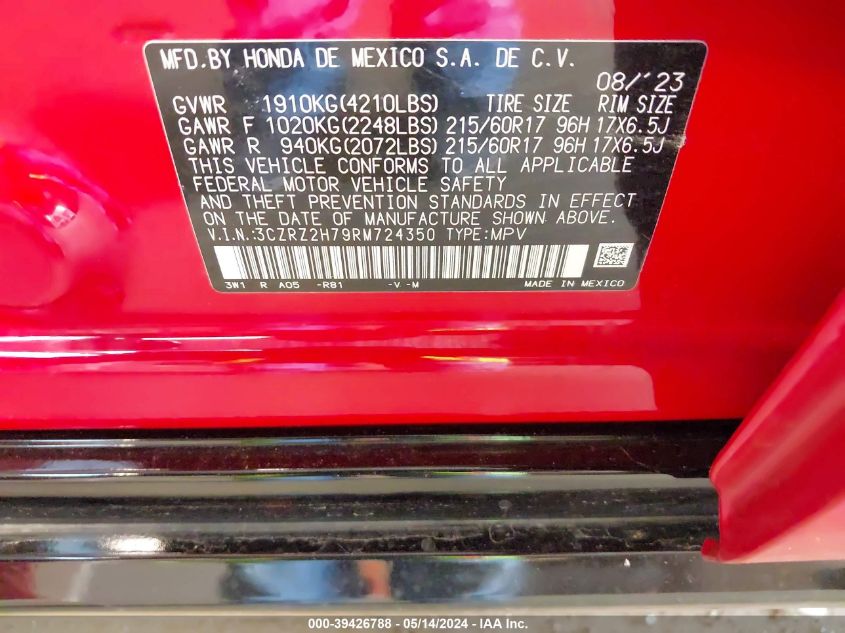 MFD.BY HONDA DE MEXICO S.A. DE C.V.
08/'23
GVWR 1910KG(4210LBS) TIRE SIZE RIM SIZE
GAWR F 1020KG(2248LBS) 215/60R17 96H 17X6.5J
GAWR R 940KG(2072LBS) 215/60R17 96H 17X6.5J
THIS VEHICLE CONFORMS TO ALL APPLICABLE
FEDERAL MOTOR VEHICLE SAFETY
AND THEFT PREVENTION STANDARDS IN EFFECT
ON THE DATE OF MANUFACTURE SHOWN ABOVE.
V.I.N.:3CZRZ2H79RM724350 TYPE:MPV
3W1 R A05 -R81 -V -M MADE IN MEXICO
000-39426788 - 05/14/2024 - IAA Inc.